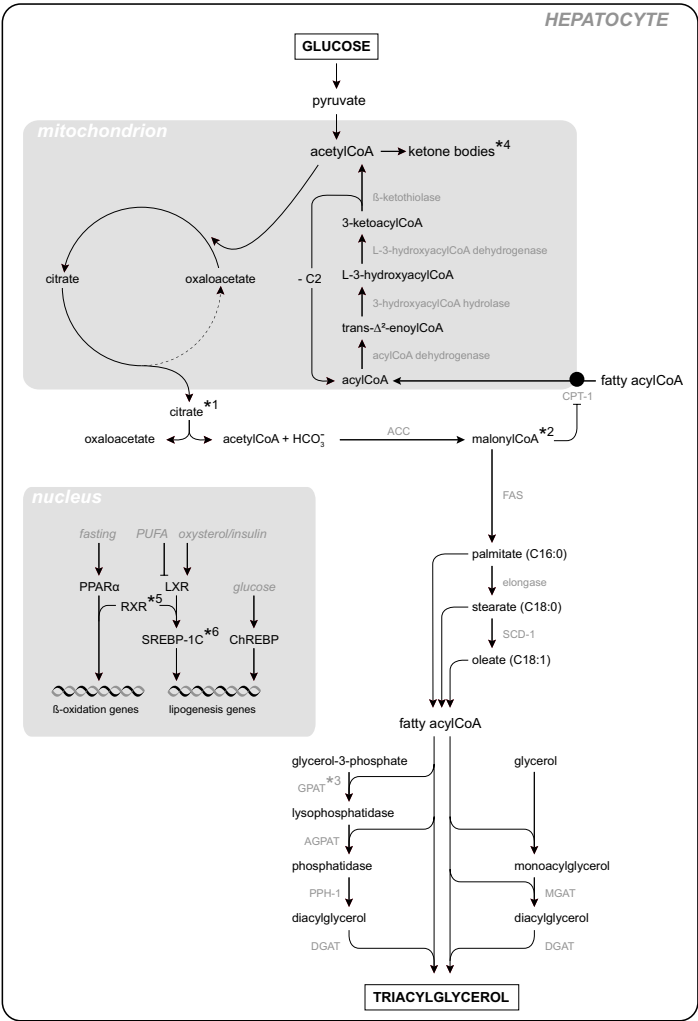 HEPATOCYTE
GLUCOSE
pyruvate
mitochondrion
acetylCoA
ketone bodies*4
ß-ketothiolase
3-ketoacylCoA
L-3-hydroxyacylCoA dehydrogenase
citrate
oxaloacetate
- C2
L-3-hydroxyacylCoA
3-hydroxyacylCoA hydrolase
trans-Δ²-enoylCoA
acylCoA dehydrogenase
acylCoA
fatty acylCoA
CPT-1
citrate*1
oxaloacetate
acetylCoA + HCO₃⁻
ACC
malonylCoA*2
FAS
nucleus
fasting
PUFA
oxysterol/insulin
PPARα
LXR
glucose
RXR*5
SREBP-1C*6
ChREBP
ß-oxidation genes
lipogenesis genes
palmitate (C16:0)
elongase
stearate (C18:0)
SCD-1
oleate (C18:1)
fatty acylCoA
glycerol-3-phosphate
glycerol
GPAT*3
lysophosphatidase
AGPAT
phosphatidase
monoacylglycerol
PPH-1
MGAT
diacylglycerol
diacylglycerol
DGAT
DGAT
TRIACYLGLYCEROL